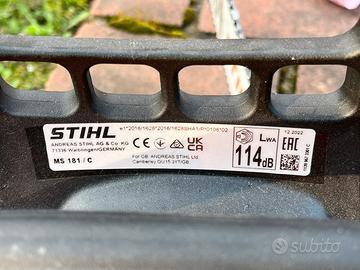 e1*2016/1628*2016/1628SHA1/P*0106*02
STIHL
ANDREAS STIHL AG & Co. KG
71336 Waiblingen/GERMANY
MS 181 / C
For GB: ANDREAS STIHL Ltd.
Camberley GU15 3YT/GB
UK
CA
CE
LWA
114dB
12.2022
EAC
subito